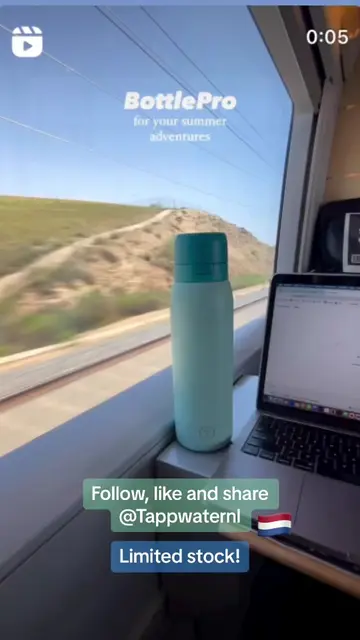 0:05
BottlePro
for your summer
adventures
Follow, like and share
@Tappwaternl
Limited stock!